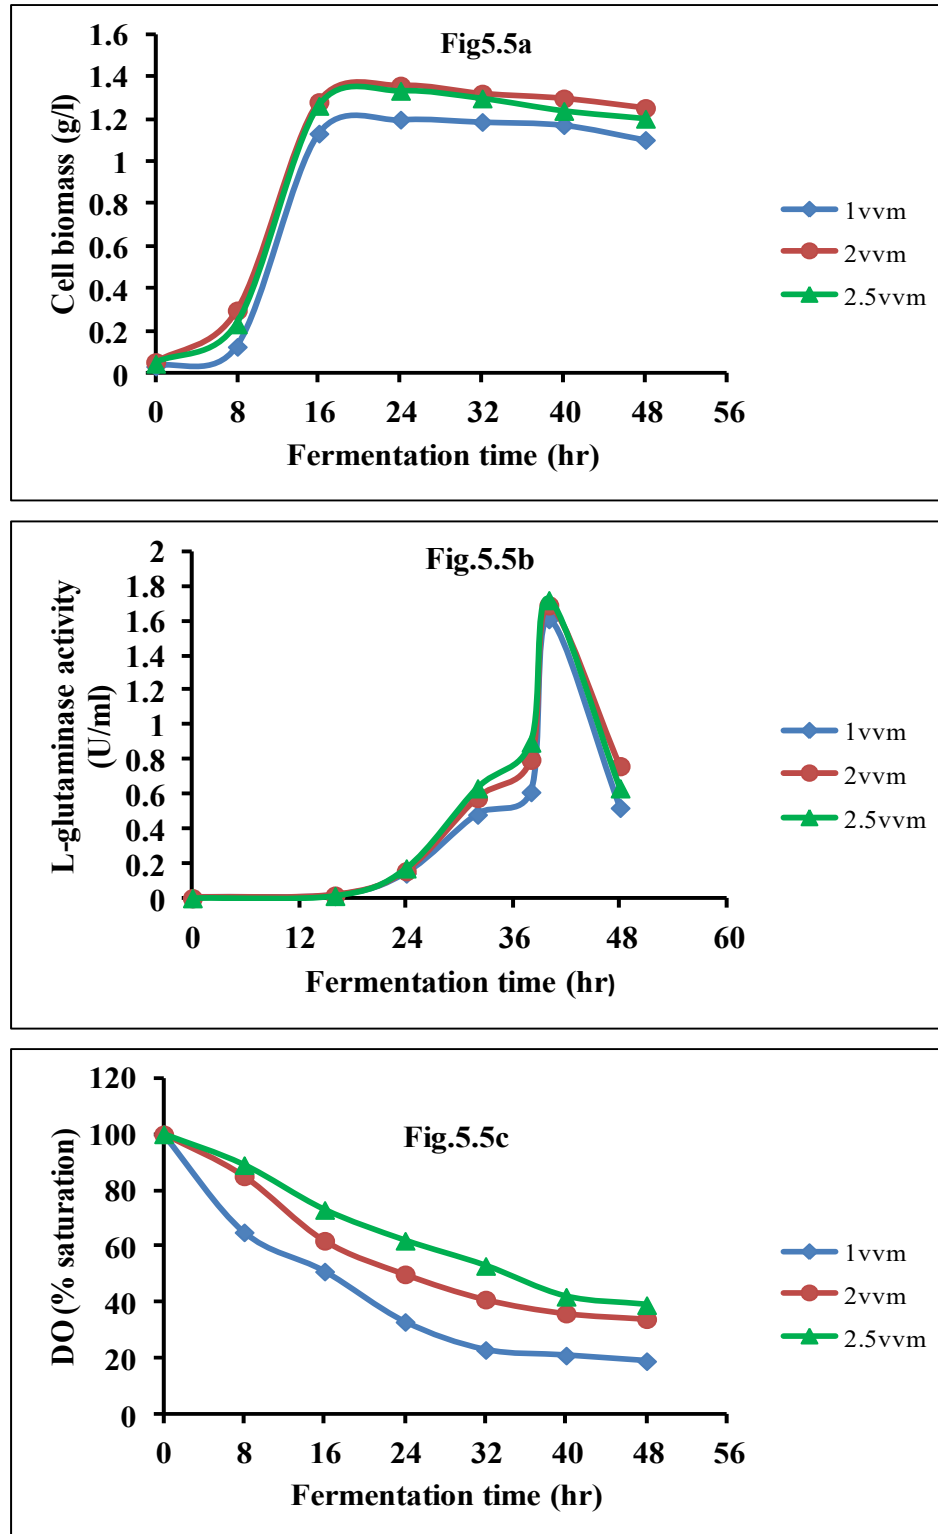 Fig5.5a
1.6
1.4
1.2
1
0.8
0.6
0.4
0.2
0
Cell biomass (g/l)
0 8 16 24 32 40 48 56
Fermentation time (hr)
1vvm
2vvm
2.5vvm
Fig.5.5b
2
1.8
1.6
1.4
1.2
1
0.8
0.6
0.4
0.2
0
L-glutaminase activity
(U/ml)
0 12 24 36 48 60
Fermentation time (hr)
1vvm
2vvm
2.5vvm
Fig.5.5c
120
100
80
60
40
20
0
DO (% saturation)
0 8 16 24 32 40 48 56
Fermentation time (hr)
1vvm
2vvm
2.5vvm